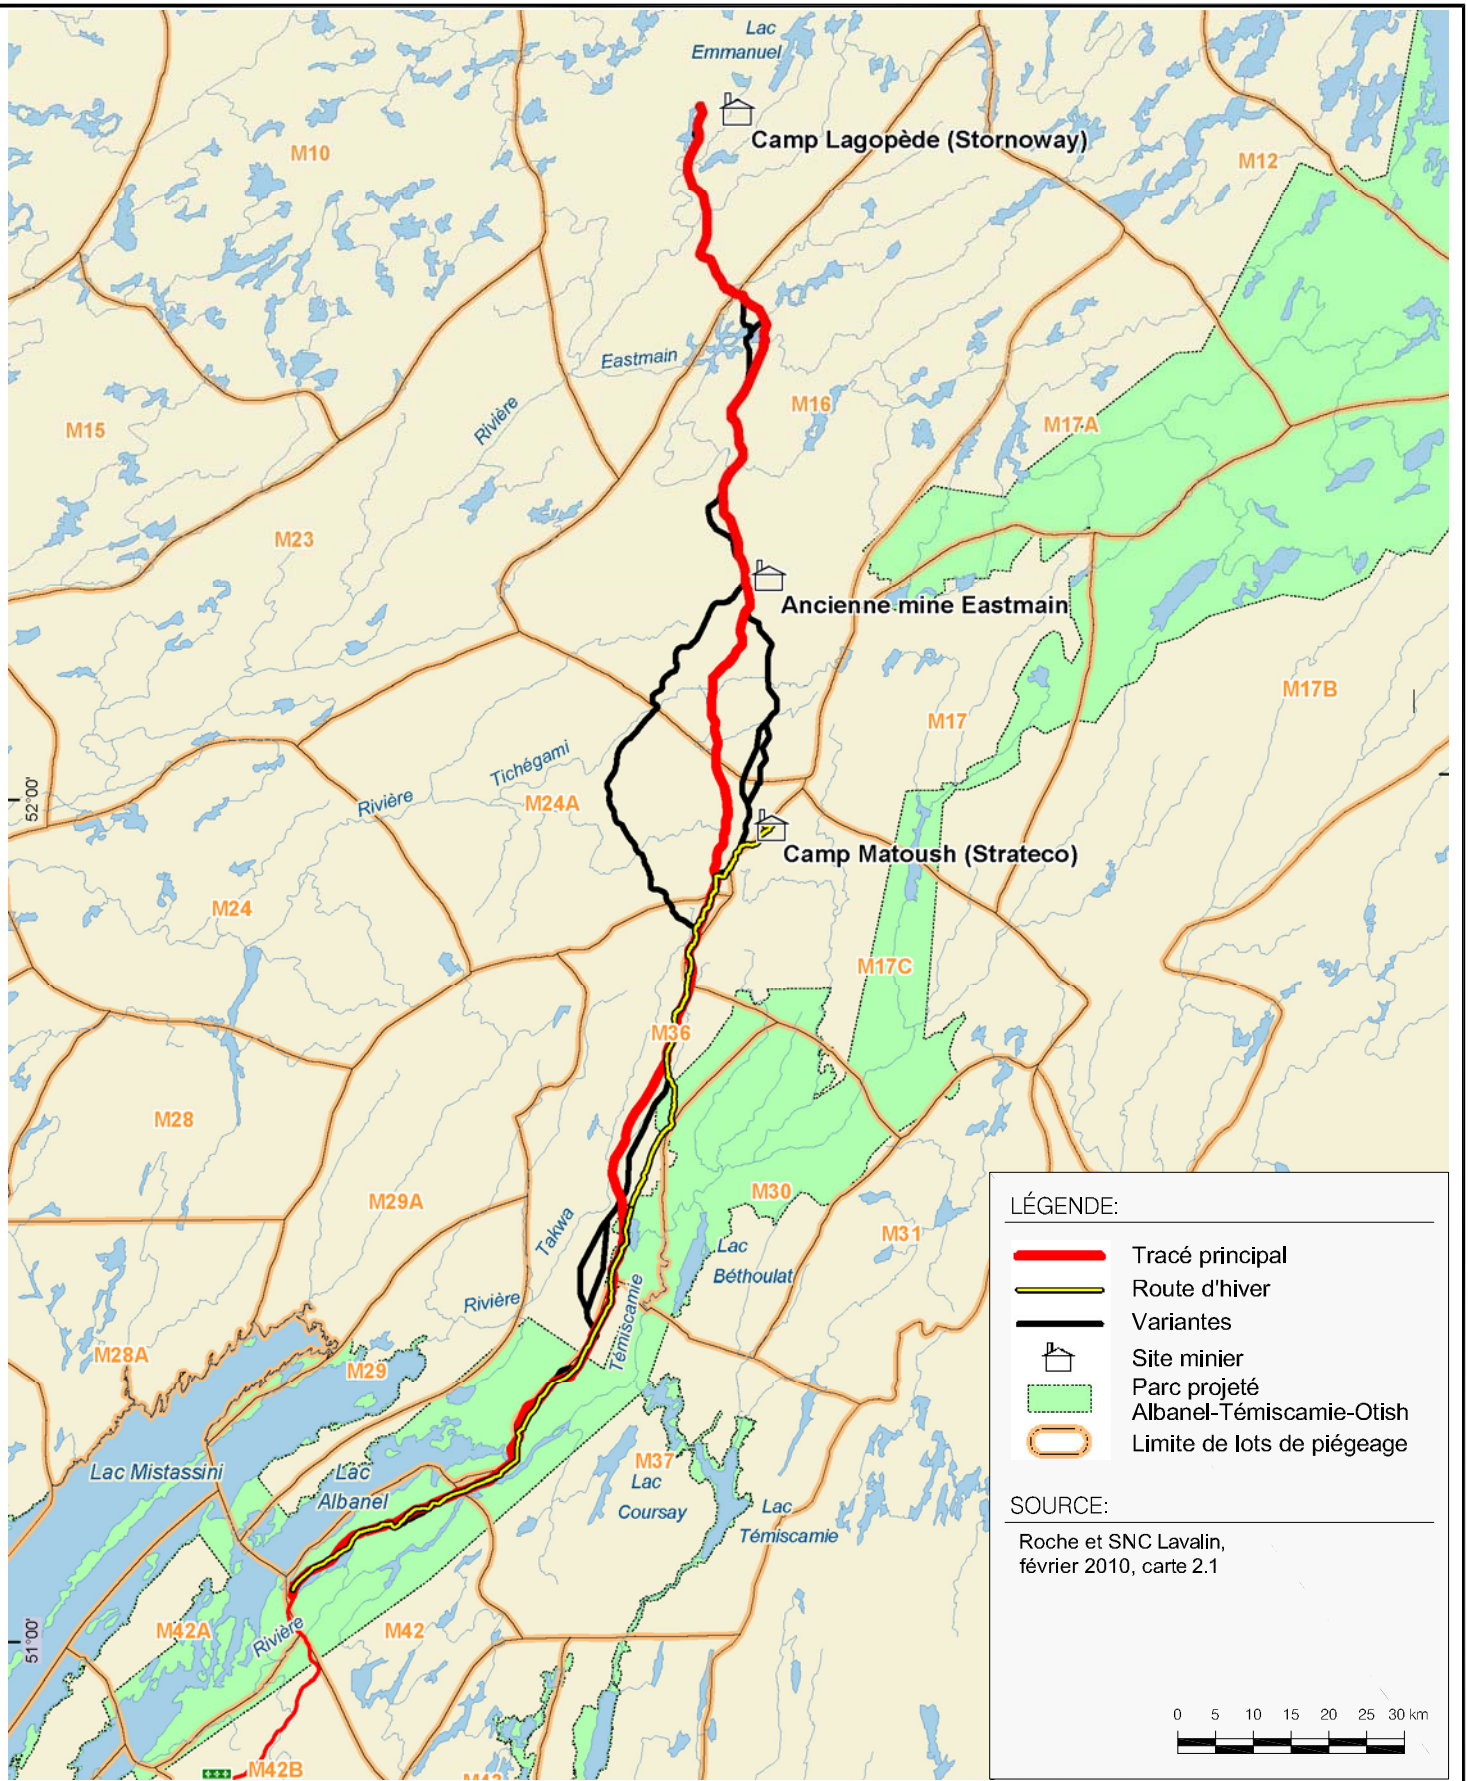 Lac
Emmanuel
Camp Lagopède (Stornoway)
M10
M12
Eastmain
Rivière
M16
M15
M17A
M23
Ancienne mine Eastmain
M17B
M17
Tichégami
Rivière
M24A
52°00'
Camp Matoush (Strateco)
M24
M17C
M36
M28
M29A
M30
Takwa
M31
Lac
Béthoulat
Rivière
Témiscamie
M28A
M29
M37
Lac Mistassini
Lac
Albanel
Lac
Coursay
Lac
Témiscamie
51°00'
M42A
Rivière
M42
M42B
LÉGENDE:
Tracé principal
Route d'hiver
Variantes
Site minier
Parc projeté
Albanel-Témiscamie-Otish
Limite de lots de piégeage
SOURCE:
Roche et SNC Lavalin,
février 2010, carte 2.1
0 5 10 15 20 25 30 km